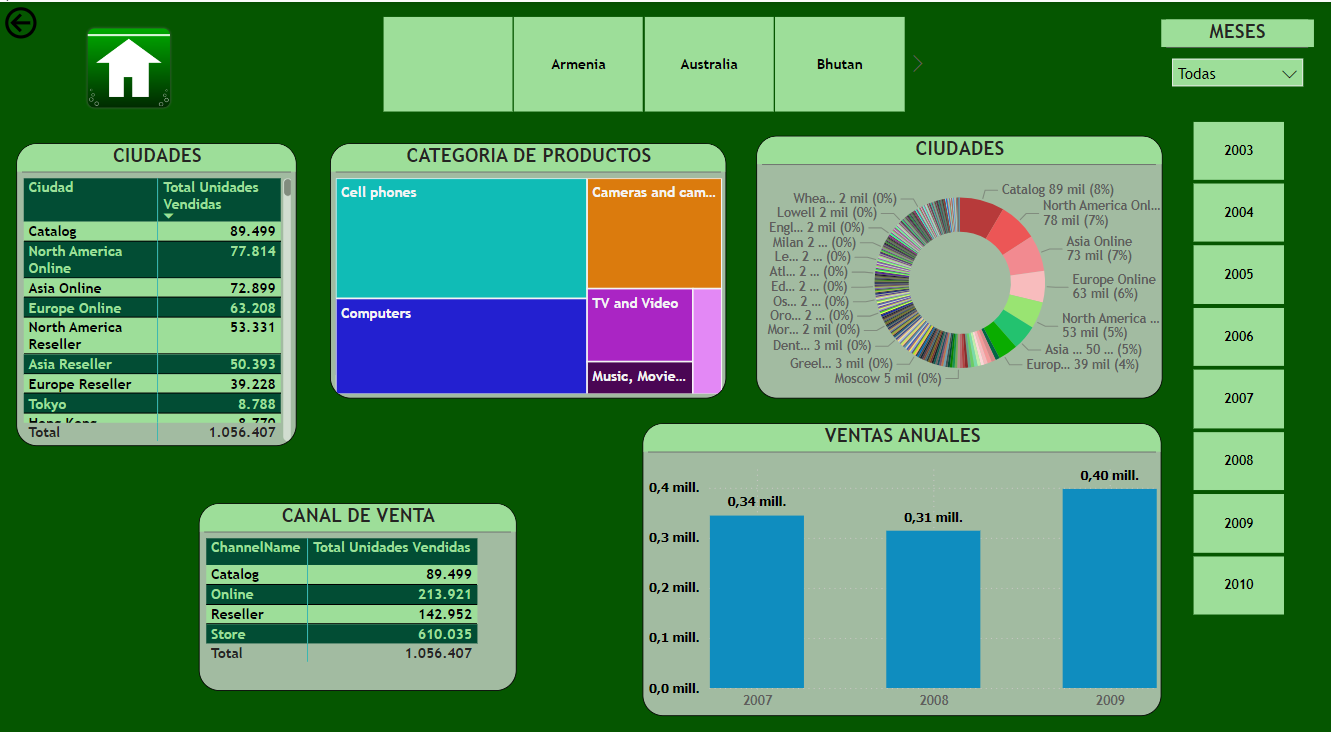 Armenia
Australia
Bhutan
MESES
Todas
2003
2004
2005
2006
2007
2008
2009
2010
CIUDADES
Ciudad
Total Unidades
Vendidas
Catalog 89.499
North America
Online
77.814
Asia Online 72.899
Europe Online 63.208
North America
Reseller
53.331
Asia Reseller 50.393
Europe Reseller 39.228
Tokyo 8.788
Hong Kong 8.770
Total 1.056.407
CATEGORIA DE PRODUCTOS
Cell phones
Cameras and cam...
Computers
TV and Video
Music, Movie...
CIUDADES
Catalog 89 mil (8%)
North America Onl...
78 mil (7%)
Asia Online
73 mil (7%)
Europe Online
63 mil (6%)
North America ...
53 mil (5%)
Asia ... 50 ... (5%)
Europ... 39 mil (4%)
Moscow 5 mil (0%)
Greel... 3 mil (0%)
Dent... 3 mil (0%)
Mor... 2 mil (0%)
Oro... 2 ... (0%)
Os... 2 ... (0%)
Ed... 2 ... (0%)
Atl... 2 ... (0%)
Le... 2 ... (0%)
Milan 2 ... (0%)
Engl... 2 mil (0%)
Lowell 2 mil (0%)
Whea... 2 mil (0%)
CANAL DE VENTA
ChannelName Total Unidades Vendidas
Catalog 89.499
Online 213.921
Reseller 142.952
Store 610.035
Total 1.056.407
VENTAS ANUALES
0,4 mill.
0,3 mill.
0,2 mill.
0,1 mill.
0,0 mill.
0,34 mill.
0,31 mill.
0,40 mill.
2007
2008
2009